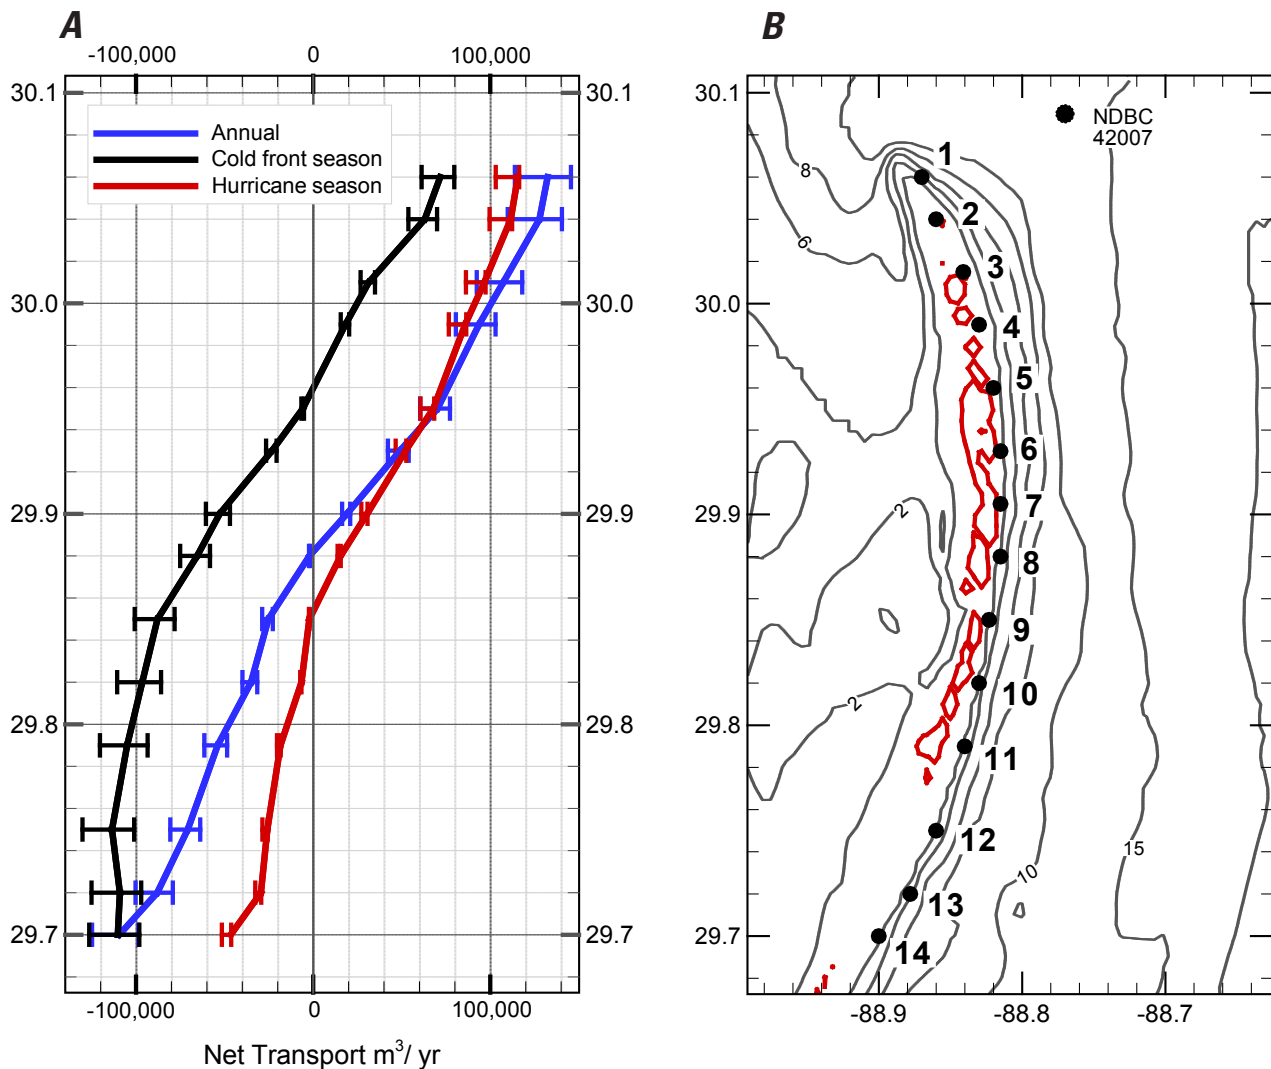 A
B
-100,000 0 100,000
30.1 30.1 30.1
Annual
Cold front season
Hurricane season
NDBC
42007
1
8
2
6
3
30.0 30.0 30.0
4
5
6
29.9 29.9 29.9
2
7
8
9
10
2
29.8 29.8 29.8
11
12
15
10
13
29.7 29.7 29.7
14
-100,000 0 100,000
-88.9 -88.8 -88.7
Net Transport m³/ yr